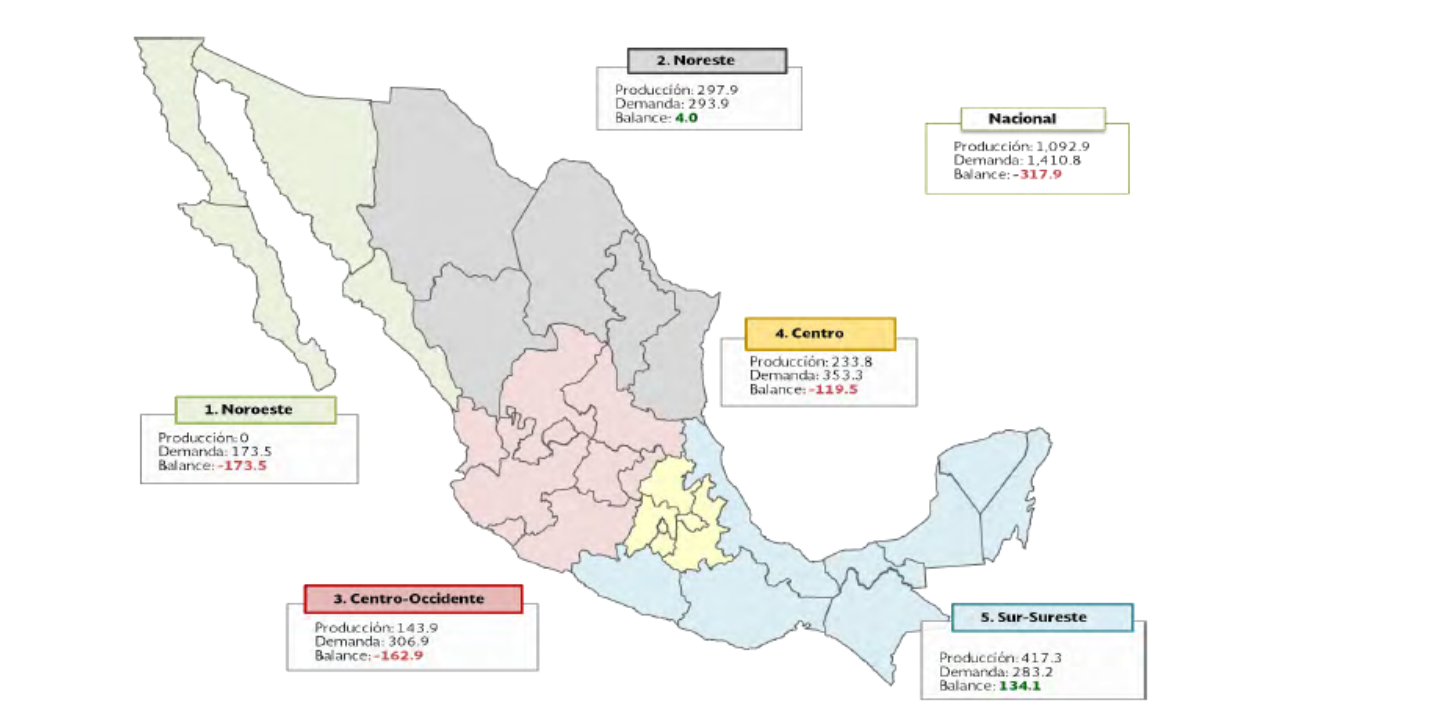 2. Noreste
Producción: 297.9
Demanda: 293.9
Balance: 4.0
Nacional
Producción: 1,092.9
Demanda: 1,410.8
Balance: -317.9
4. Centro
Producción: 233.8
Demanda: 353.3
Balance: -119.5
1. Noroeste
Producción: 0
Demanda: 173.5
Balance: -173.5
3. Centro-Occidente
Producción: 143.9
Demanda: 306.9
Balance: -162.9
5. Sur-Sureste
Producción: 417.3
Demanda: 283.2
Balance: 134.1